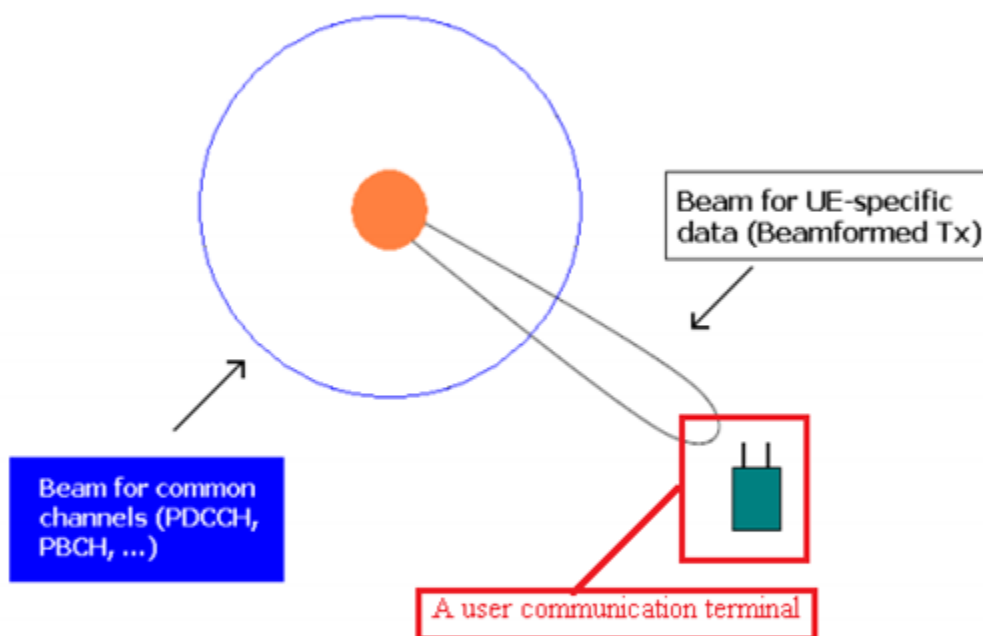 Beam for UE-specific
data (Beamformed Tx)
Beam for common
channels (PDCCH,
PBCH, ...)
A user communication terminal